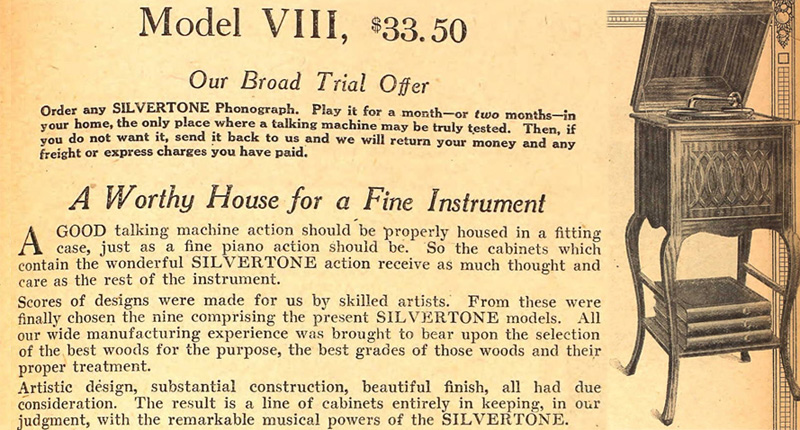 Model VIII, $33.50
Our Broad Trial Offer
Order any SILVERTONE Phonograph. Play it for a month—or two months—in
your home, the only place where a talking machine may be truly tested. Then, if
you do not want it, send it back to us and we will return your money and any
freight or express charges you have paid.
A Worthy House for a Fine Instrument
A GOOD talking machine action should be properly housed in a fitting
case, just as a fine piano action should be. So the cabinets which
contain the wonderful SILVERTONE action receive as much thought and
care as the rest of the instrument.
Scores of designs were made for us by skilled artists. From these were
finally chosen the nine comprising the present SILVERTONE models. All
our wide manufacturing experience was brought to bear upon the selection
of the best woods for the purpose, the best grades of those woods and their
proper treatment.
Artistic design, substantial construction, beautiful finish, all had due
consideration. The result is a line of cabinets entirely in keeping, in our
judgment, with the remarkable musical powers of the SILVERTONE.